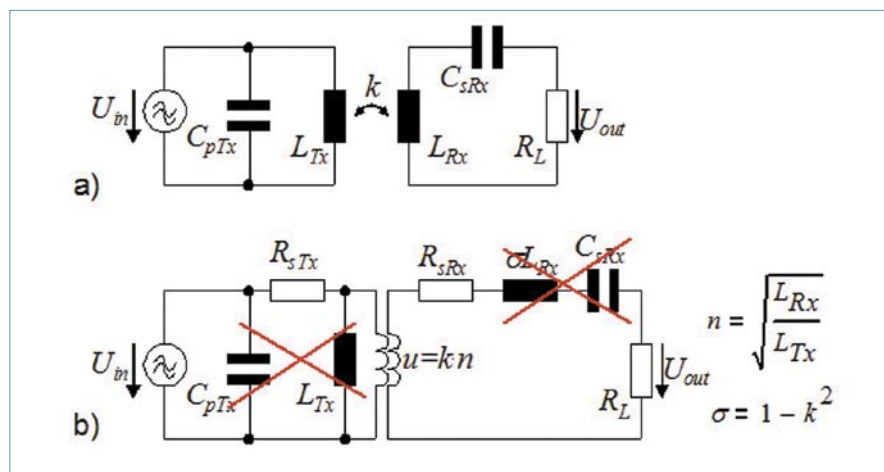 U_in
C_pTx
L_Tx
k
L_Rx
C_sRx
R_L
U_out
a)
R_sTx
R_sRx
σL_Rx
C_sRx
U_in
C_pTx
L_Tx
u=kn
R_L
U_out
n = √(L_Rx/L_Tx)
σ = 1 − k²
b)